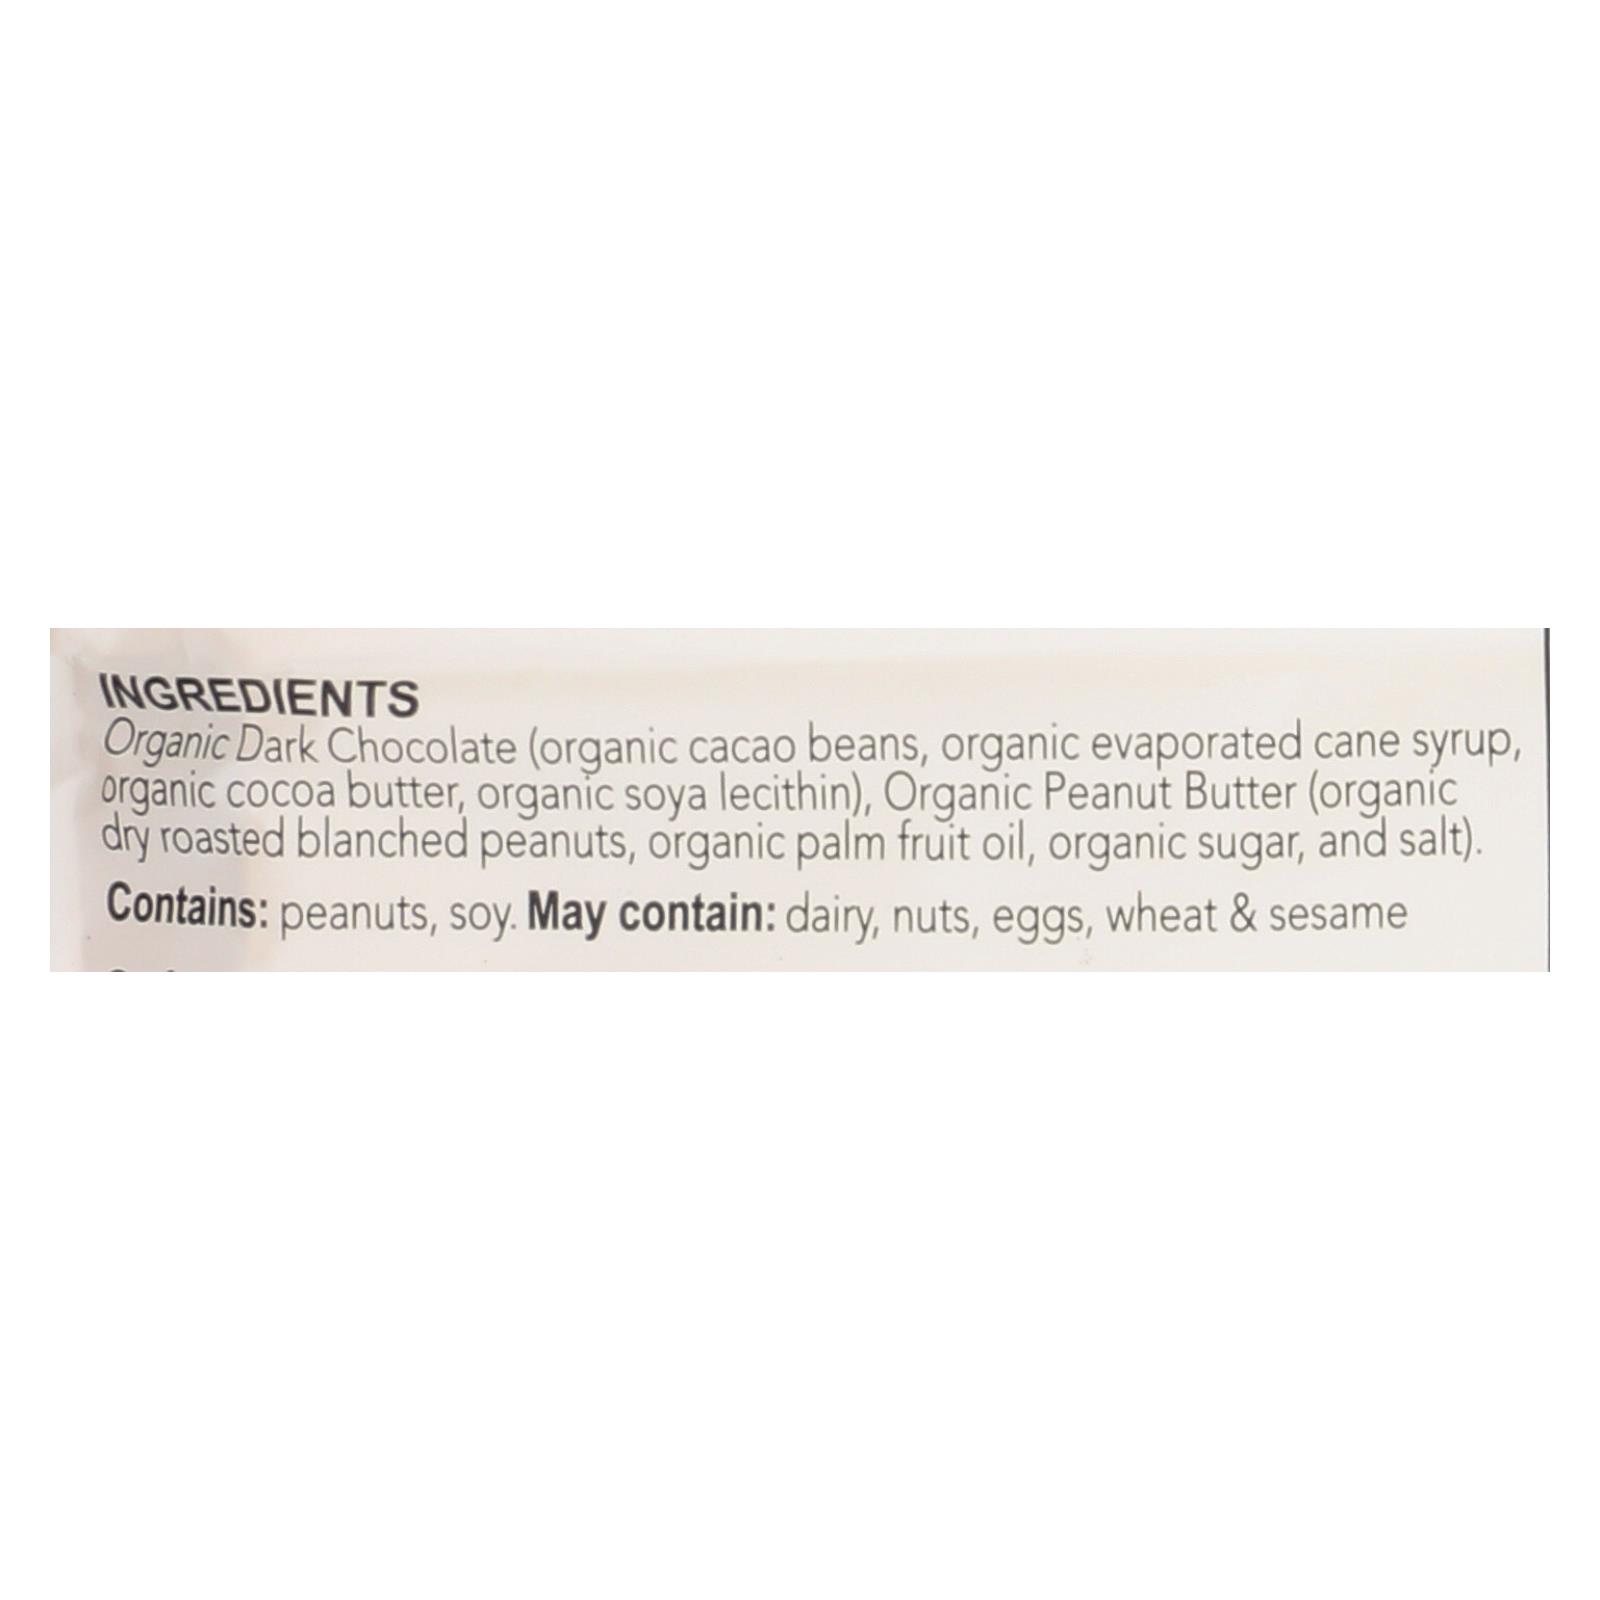 INGREDIENTS
Organic Dark Chocolate (organic cacao beans, organic evaporated cane syrup,
organic cocoa butter, organic soya lecithin), Organic Peanut Butter (organic
dry roasted blanched peanuts, organic palm fruit oil, organic sugar, and salt).
Contains: peanuts, soy. May contain: dairy, nuts, eggs, wheat & sesame